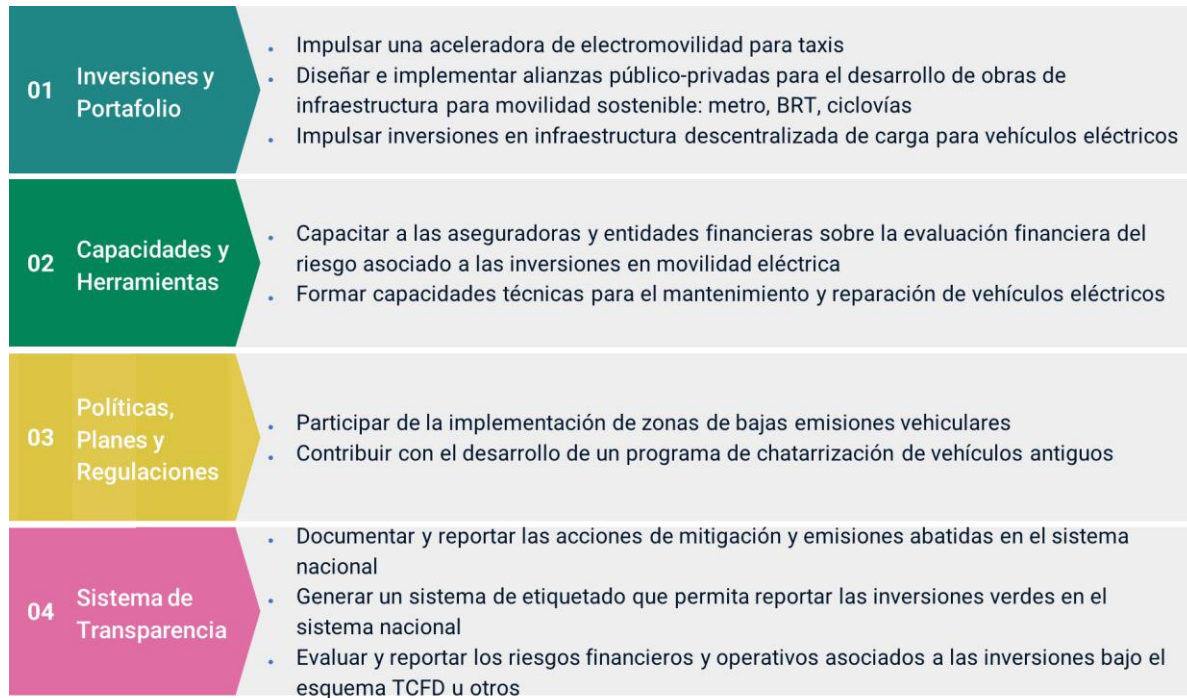 01 Inversiones y
Portafolio
• Impulsar una aceleradora de electromovilidad para taxis
• Diseñar e implementar alianzas público-privadas para el desarrollo de obras de
infraestructura para movilidad sostenible: metro, BRT, ciclovías
• Impulsar inversiones en infraestructura descentralizada de carga para vehículos eléctricos
02 Capacidades y
Herramientas
• Capacitar a las aseguradoras y entidades financieras sobre la evaluación financiera del
riesgo asociado a las inversiones en movilidad eléctrica
• Formar capacidades técnicas para el mantenimiento y reparación de vehículos eléctricos
03 Políticas,
Planes y
Regulaciones
• Participar de la implementación de zonas de bajas emisiones vehiculares
• Contribuir con el desarrollo de un programa de chatarrización de vehículos antiguos
04 Sistema de
Transparencia
• Documentar y reportar las acciones de mitigación y emisiones abatidas en el sistema
nacional
• Generar un sistema de etiquetado que permita reportar las inversiones verdes en el
sistema nacional
• Evaluar y reportar los riesgos financieros y operativos asociados a las inversiones bajo el
esquema TCFD u otros